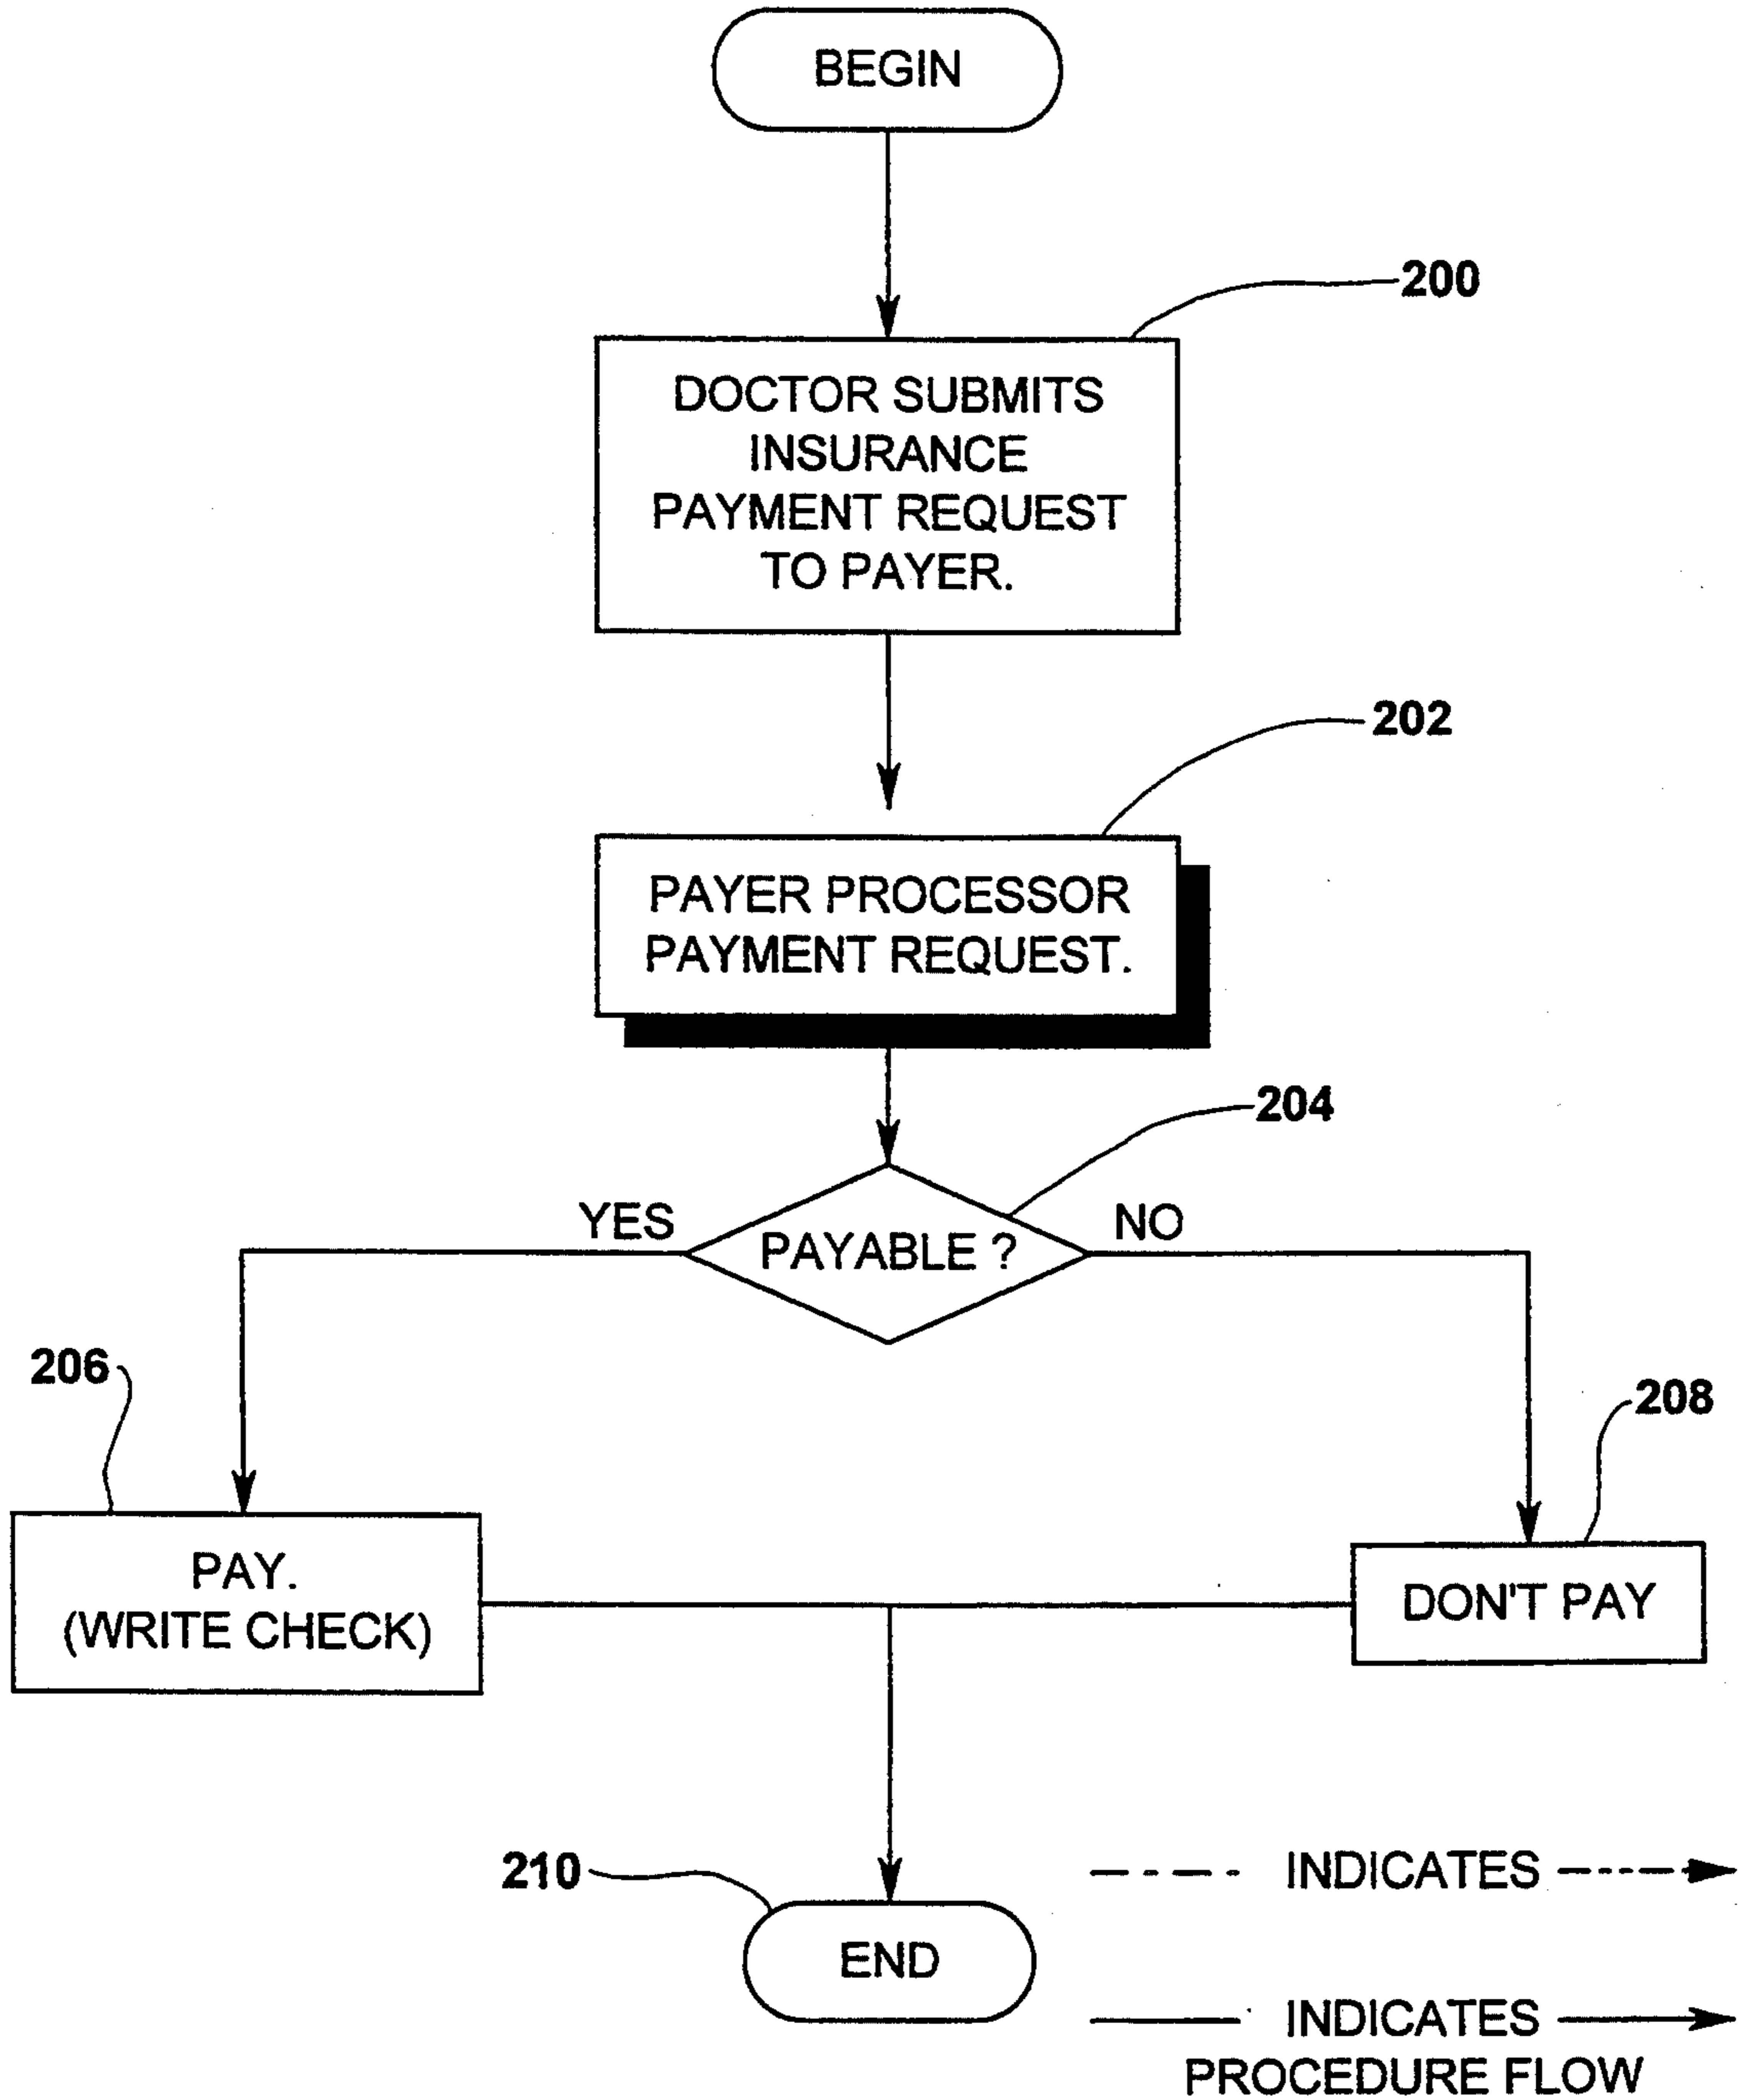 BEGIN
200
DOCTOR SUBMITS
INSURANCE
PAYMENT REQUEST
TO PAYER.
202
PAYER PROCESSOR
PAYMENT REQUEST.
204
YES
NO
PAYABLE ?
206
208
PAY.
(WRITE CHECK)
DON'T PAY
210
END
INDICATES
INDICATES
PROCEDURE FLOW